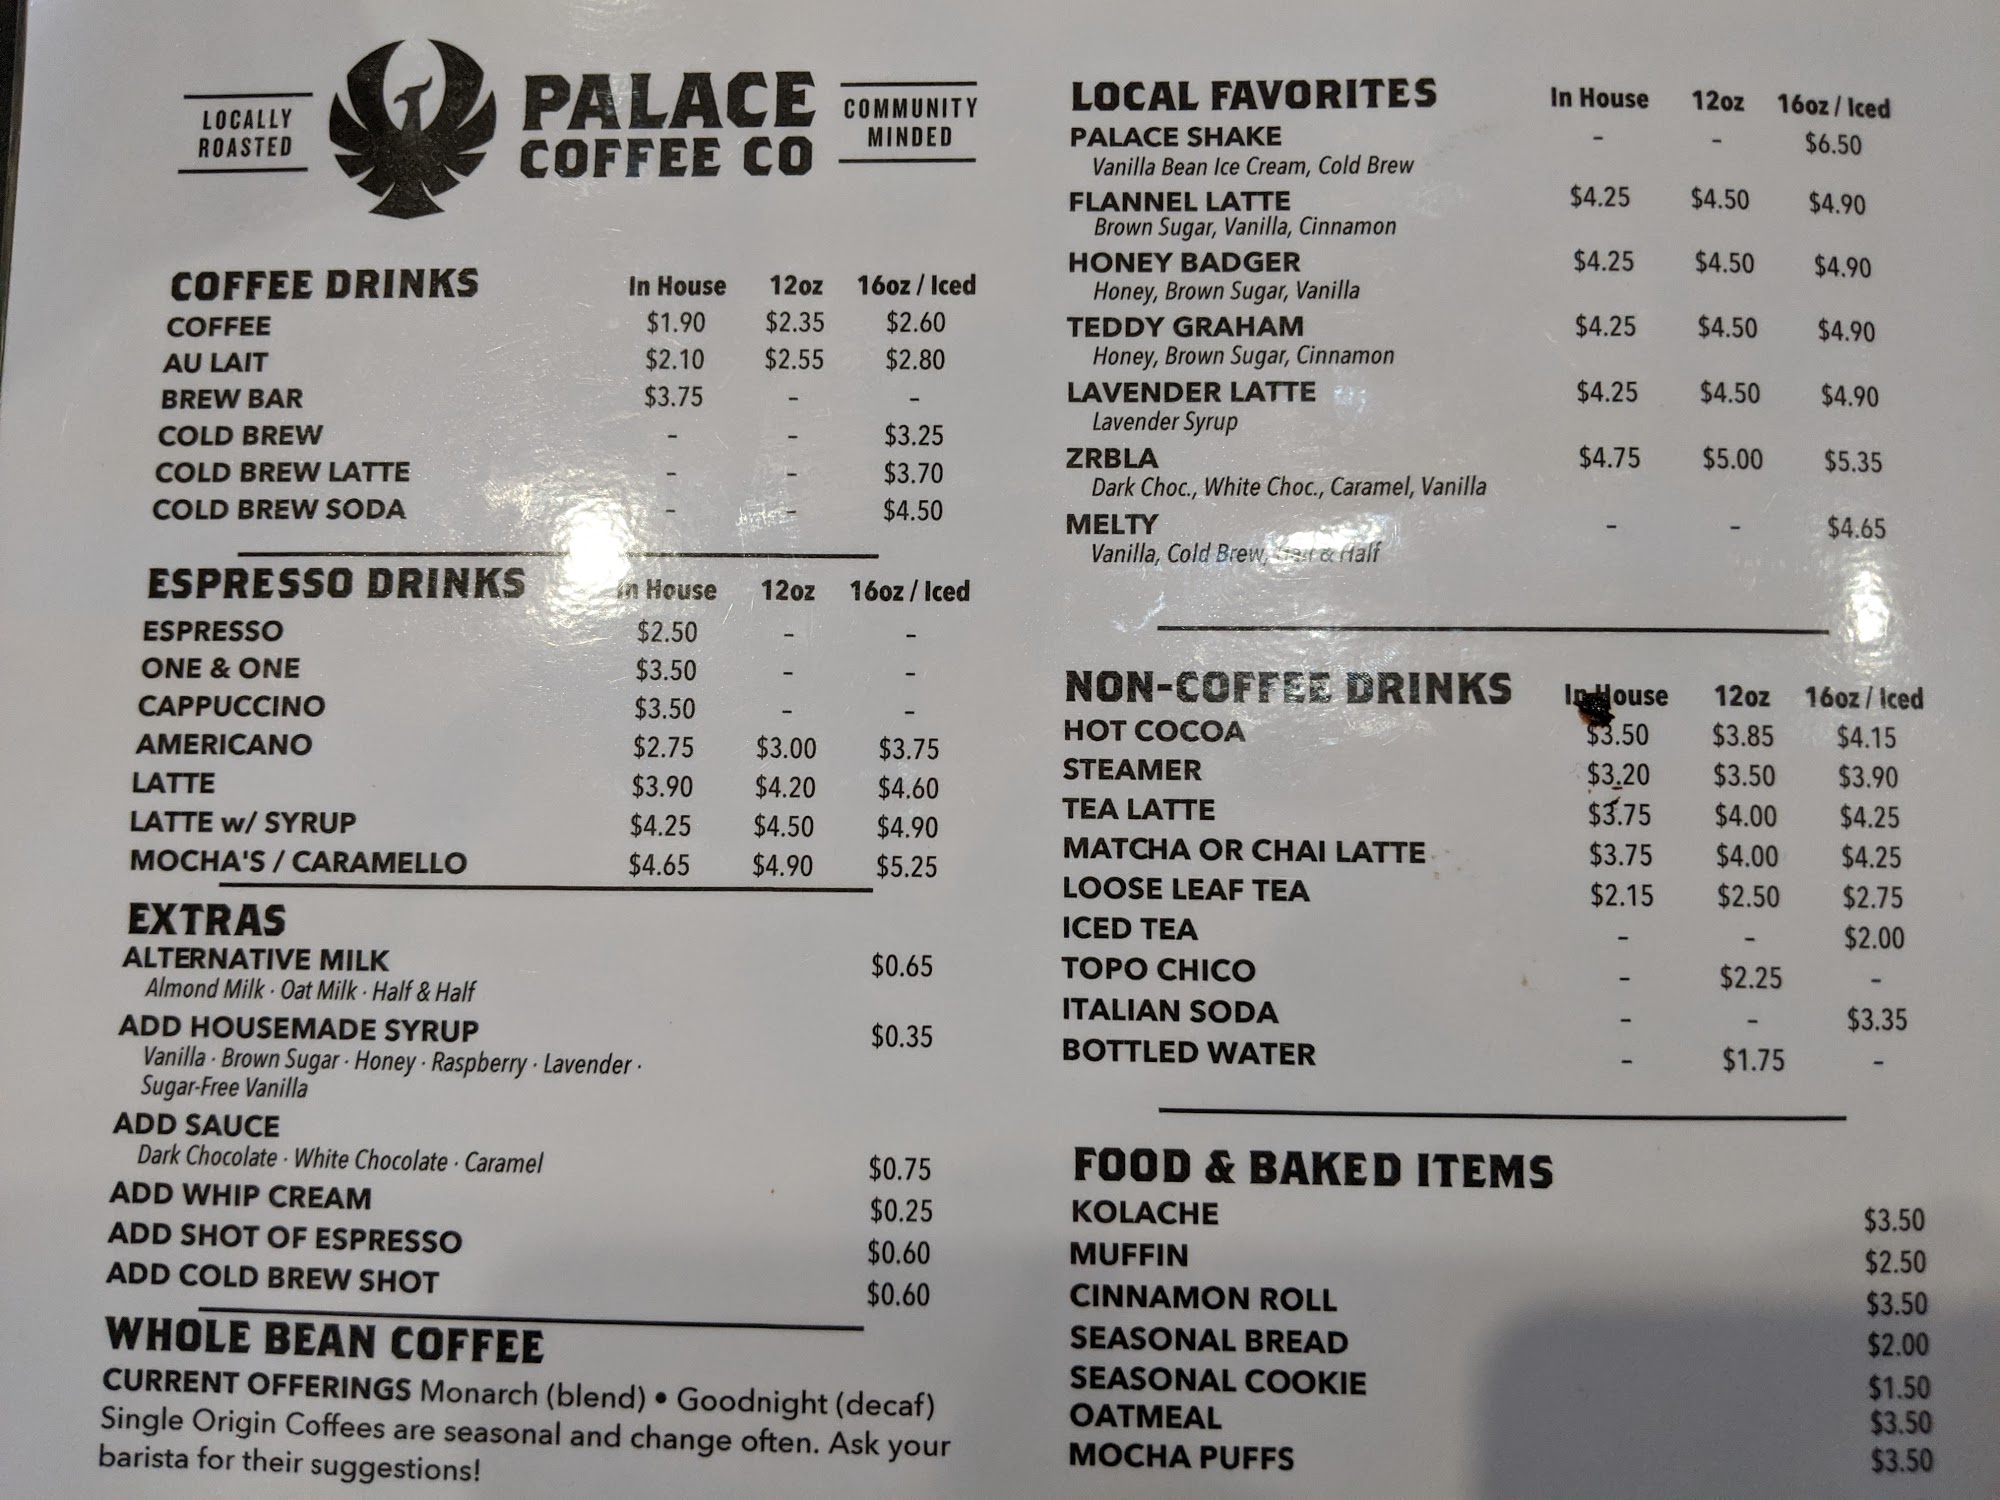 LOCALLY
ROASTED
PALACE
COFFEE CO
COMMUNITY
MINDED
COFFEE DRINKS In House 12oz 16oz / Iced
COFFEE $1.90 $2.35 $2.60
AU LAIT $2.10 $2.55 $2.80
BREW BAR $3.75 - -
COLD BREW - - $3.25
COLD BREW LATTE - - $3.70
COLD BREW SODA - - $4.50
ESPRESSO DRINKS In House 12oz 16oz / Iced
ESPRESSO $2.50 - -
ONE & ONE $3.50 - -
CAPPUCCINO $3.50 - -
AMERICANO $2.75 $3.00 $3.75
LATTE $3.90 $4.20 $4.60
LATTE w/ SYRUP $4.25 $4.50 $4.90
MOCHA'S / CARAMELLO $4.65 $4.90 $5.25
EXTRAS
ALTERNATIVE MILK $0.65
Almond Milk · Oat Milk · Half & Half
ADD HOUSEMADE SYRUP $0.35
Vanilla · Brown Sugar · Honey · Raspberry · Lavender ·
Sugar-Free Vanilla
ADD SAUCE
Dark Chocolate · White Chocolate · Caramel $0.75
ADD WHIP CREAM $0.25
ADD SHOT OF ESPRESSO $0.60
ADD COLD BREW SHOT $0.60
WHOLE BEAN COFFEE
CURRENT OFFERINGS Monarch (blend) • Goodnight (decaf)
Single Origin Coffees are seasonal and change often. Ask your
barista for their suggestions!
LOCAL FAVORITES In House 12oz 16oz / Iced
PALACE SHAKE - - $6.50
Vanilla Bean Ice Cream, Cold Brew
FLANNEL LATTE $4.25 $4.50 $4.90
Brown Sugar, Vanilla, Cinnamon
HONEY BADGER $4.25 $4.50 $4.90
Honey, Brown Sugar, Vanilla
TEDDY GRAHAM $4.25 $4.50 $4.90
Honey, Brown Sugar, Cinnamon
LAVENDER LATTE $4.25 $4.50 $4.90
Lavender Syrup
ZRBLA $4.75 $5.00 $5.35
Dark Choc., White Choc., Caramel, Vanilla
MELTY - - $4.65
Vanilla, Cold Brew, Half & Half
NON-COFFEE DRINKS In House 12oz 16oz / Iced
HOT COCOA $3.50 $3.85 $4.15
STEAMER $3.20 $3.50 $3.90
TEA LATTE $3.75 $4.00 $4.25
MATCHA OR CHAI LATTE $3.75 $4.00 $4.25
LOOSE LEAF TEA $2.15 $2.50 $2.75
ICED TEA - - $2.00
TOPO CHICO - $2.25 -
ITALIAN SODA - - $3.35
BOTTLED WATER - $1.75 -
FOOD & BAKED ITEMS
KOLACHE $3.50
MUFFIN $2.50
CINNAMON ROLL $3.50
SEASONAL BREAD $2.00
SEASONAL COOKIE $1.50
OATMEAL $3.50
MOCHA PUFFS $3.50